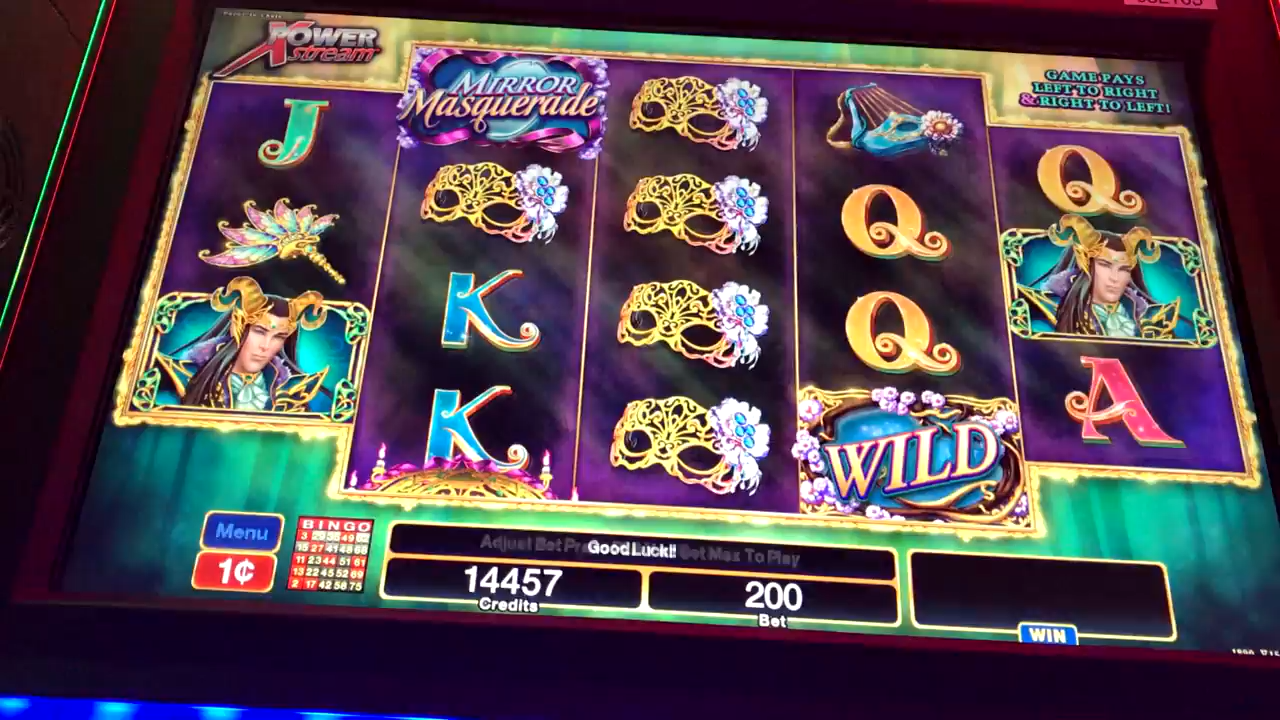 POWER
Xstream
GAME PAYS
LEFT TO RIGHT
& RIGHT TO LEFT!
MIRROR
Masquerade
J
K
K
Q
Q
WILD
Q
A
Menu
1¢
BINGO
Good Luck!
14457
Credits
200
Bet
WIN